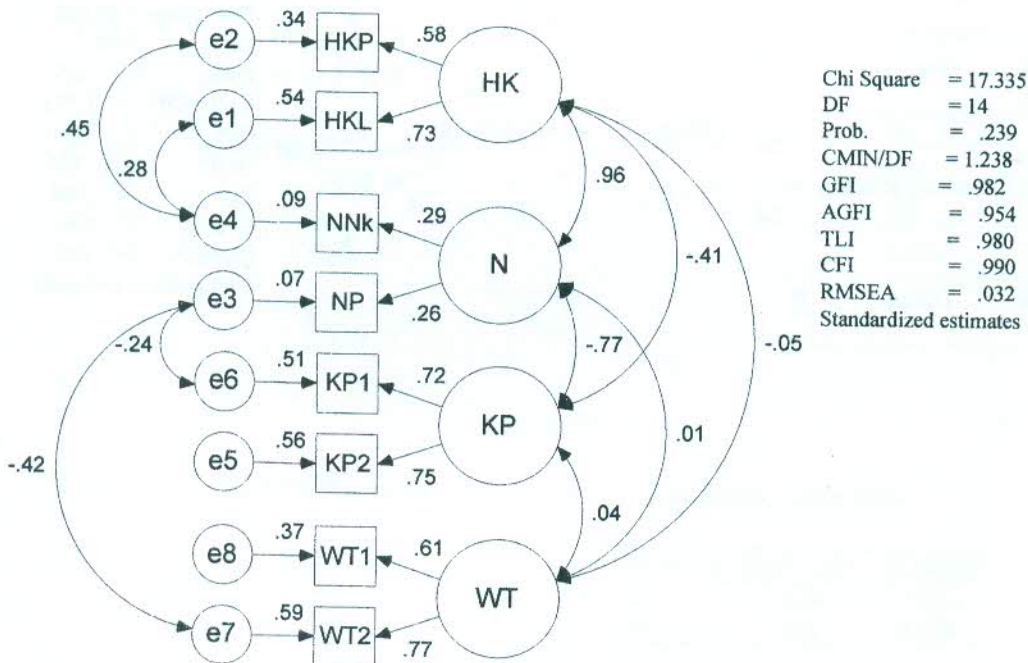 .34
e2 HKP .58 HK
.54
e1 HKL .73
.45
.28
.96
.09
e4 NNk .29 N
.07
e3 NP .26
-.41
-.24
-.77
-.05
.51
e6 KP1 .72 KP
.56
e5 KP2 .75
-.42
.01
.04
.37
e8 WT1 .61 WT
.59
e7 WT2 .77
Chi Square = 17.335
DF = 14
Prob. = .239
CMIN/DF = 1.238
GFI = .982
AGFI = .954
TLI = .980
CFI = .990
RMSEA = .032
Standardized estimates